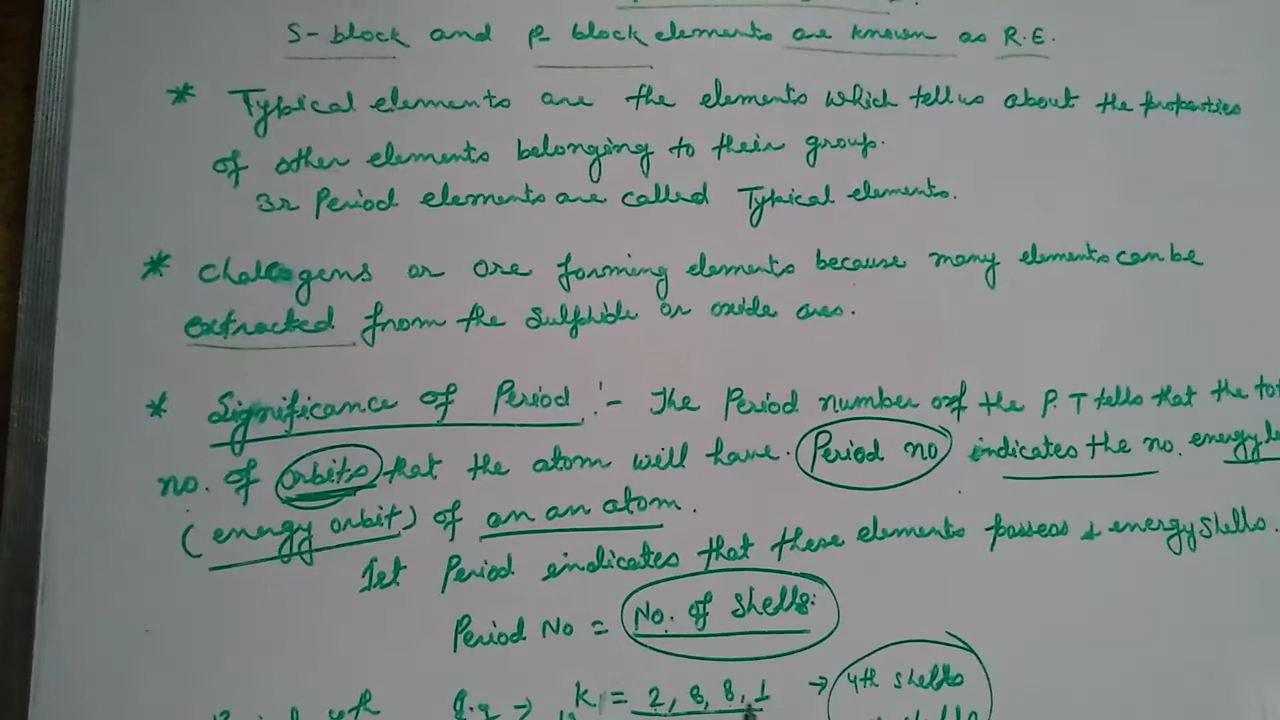 S-block and p block elements are known as R.E.
* Typical elements are the elements which tell us about the properties
of other elements belonging to their group.
3r Period elements are called Typical elements.
* Chalcogens or ore forming elements because many elements can be
extracted from the sulphide or oxide ores.
* Significance of Period :- The Period number of the P.T tells that the tot
no. of orbits that the atom will have. Period no indicates the no. energy le
(energy orbit) of an an atom.
1st Period indicates that these elements possess 1 energy shells.
Period No = No. of shells:
E.g → K = 2, 8, 8, 1 → 4th shells